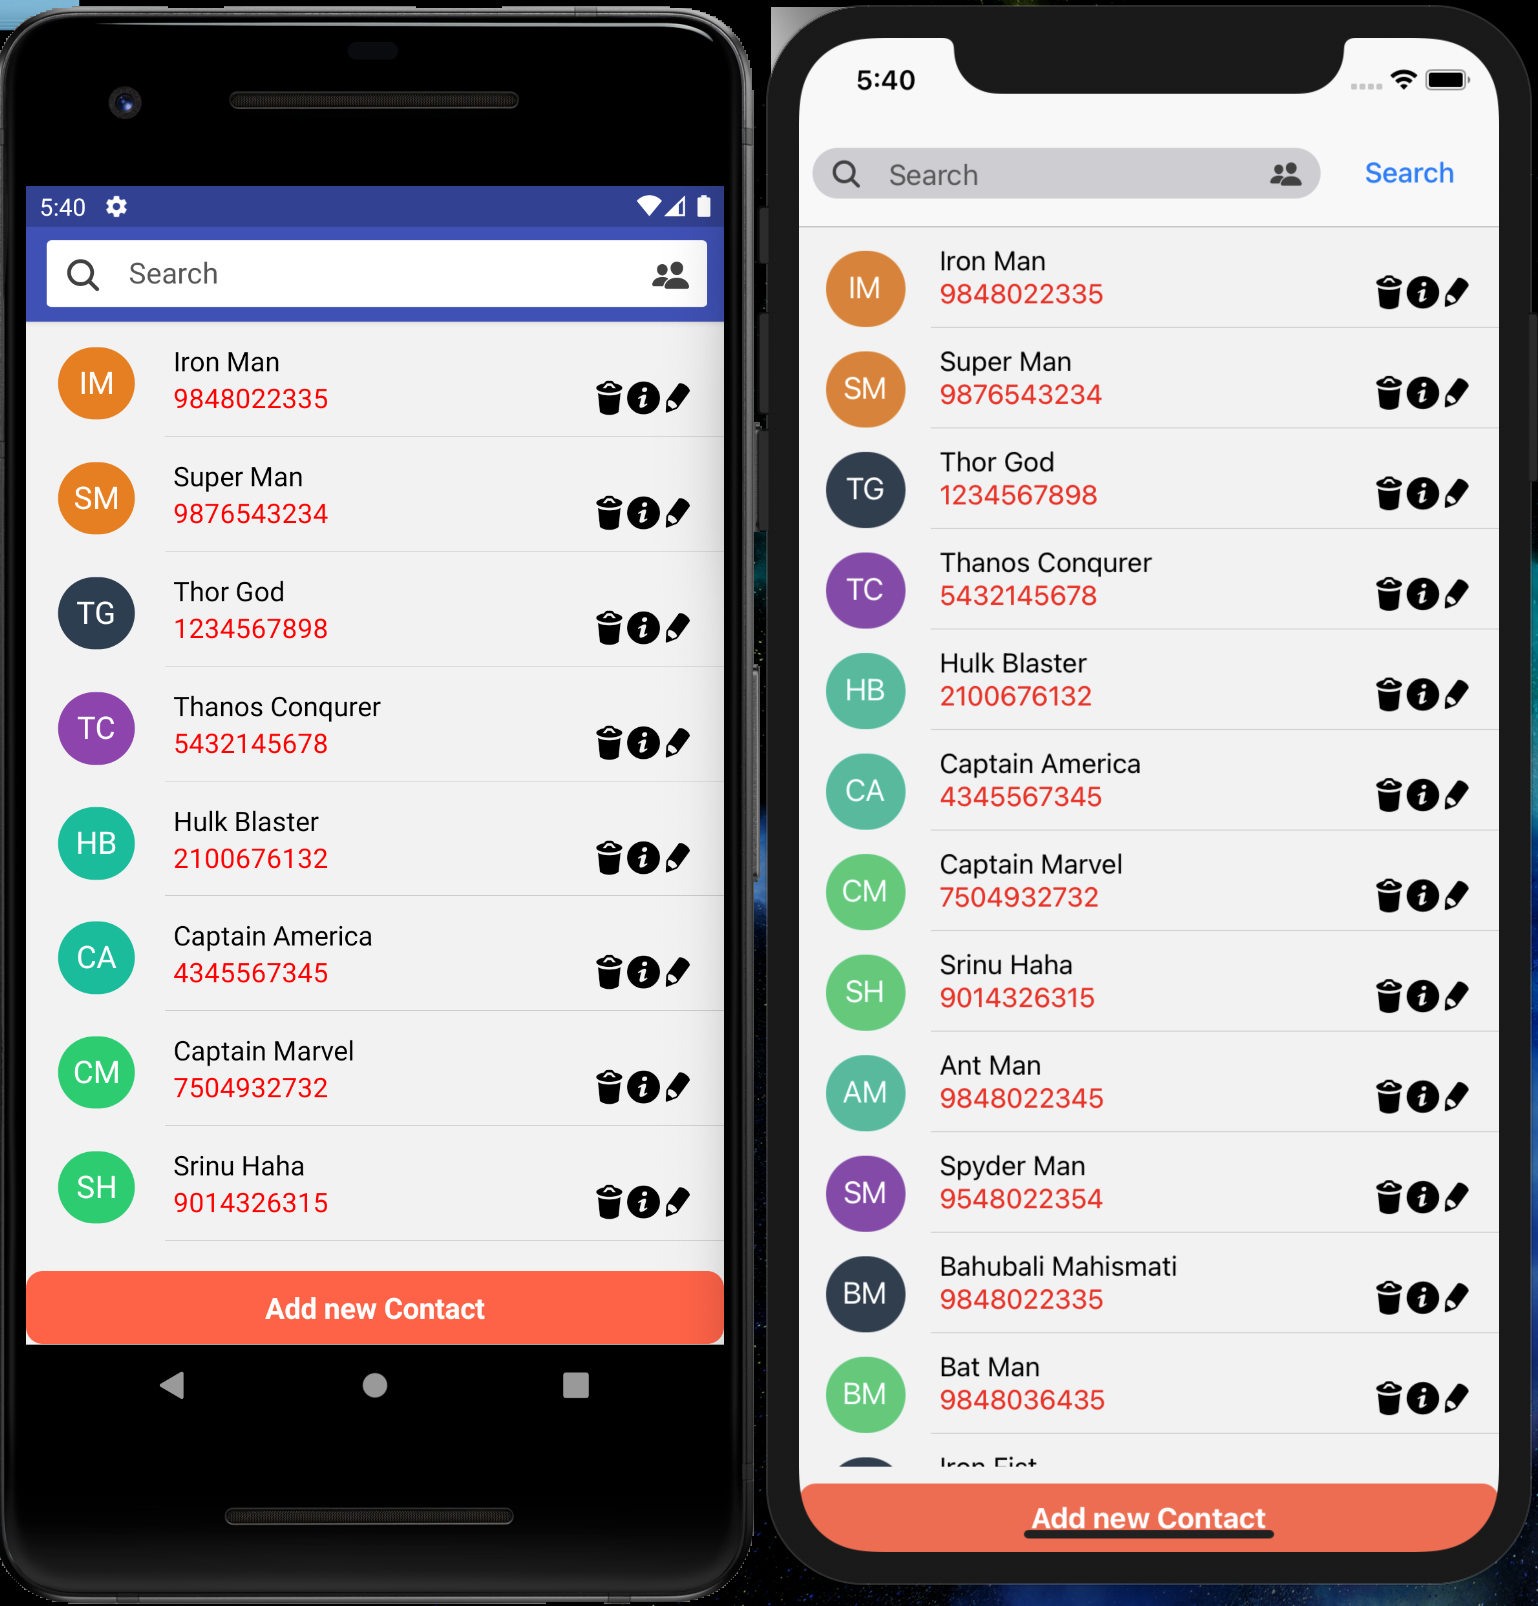 5:40
Search
IM
Iron Man
9848022335
SM
Super Man
9876543234
TG
Thor God
1234567898
TC
Thanos Conqurer
5432145678
HB
Hulk Blaster
2100676132
CA
Captain America
4345567345
CM
Captain Marvel
7504932732
SH
Srinu Haha
9014326315
Add new Contact
5:40
Search
Search
IM
Iron Man
9848022335
SM
Super Man
9876543234
TG
Thor God
1234567898
TC
Thanos Conqurer
5432145678
HB
Hulk Blaster
2100676132
CA
Captain America
4345567345
CM
Captain Marvel
7504932732
SH
Srinu Haha
9014326315
AM
Ant Man
9848022345
SM
Spyder Man
9548022354
BM
Bahubali Mahismati
9848022335
BM
Bat Man
9848036435
Iron Fist
Add new Contact